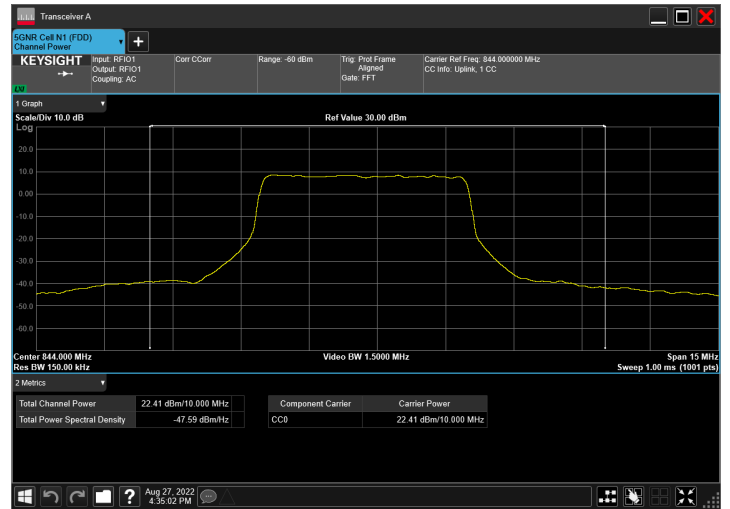 Transceiver A
5GNR Cell N1 (FDD)
Channel Power
KEYSIGHT
Input: RFIO1
Output: RFIO1
Coupling: AC
Corr CCorr
Range: -60 dBm
Trig: Prot Frame
Aligned
Gate: FFT
Carrier Ref Freq: 844.000000 MHz
CC Info: Uplink, 1 CC
LXI
1 Graph
Scale/Div 10.0 dB
Ref Value 30.00 dBm
Log
20.0
10.0
0.00
-10.0
-20.0
-30.0
-40.0
-50.0
-60.0
Center 844.000 MHz
Video BW 1.5000 MHz
Span 15 MHz
Res BW 150.00 kHz
Sweep 1.00 ms (1001 pts)
2 Metrics
Total Channel Power 22.41 dBm/10.000 MHz
Total Power Spectral Density -47.59 dBm/Hz
Component Carrier Carrier Power
CC0 22.41 dBm/10.000 MHz
?
Aug 27, 2022
4:35:02 PM